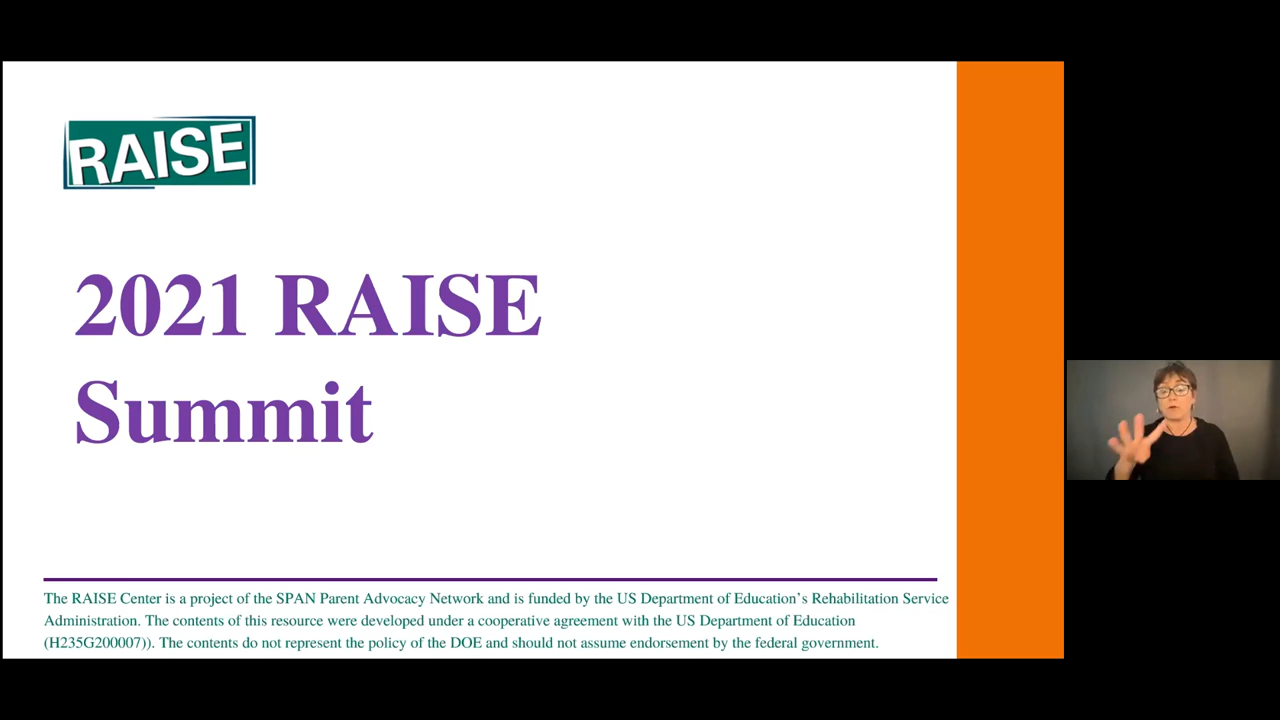 RAISE
2021 RAISE
Summit
The RAISE Center is a project of the SPAN Parent Advocacy Network and is funded by the US Department of Education’s Rehabilitation Service
Administration. The contents of this resource were developed under a cooperative agreement with the US Department of Education
(H235G200007)). The contents do not represent the policy of the DOE and should not assume endorsement by the federal government.